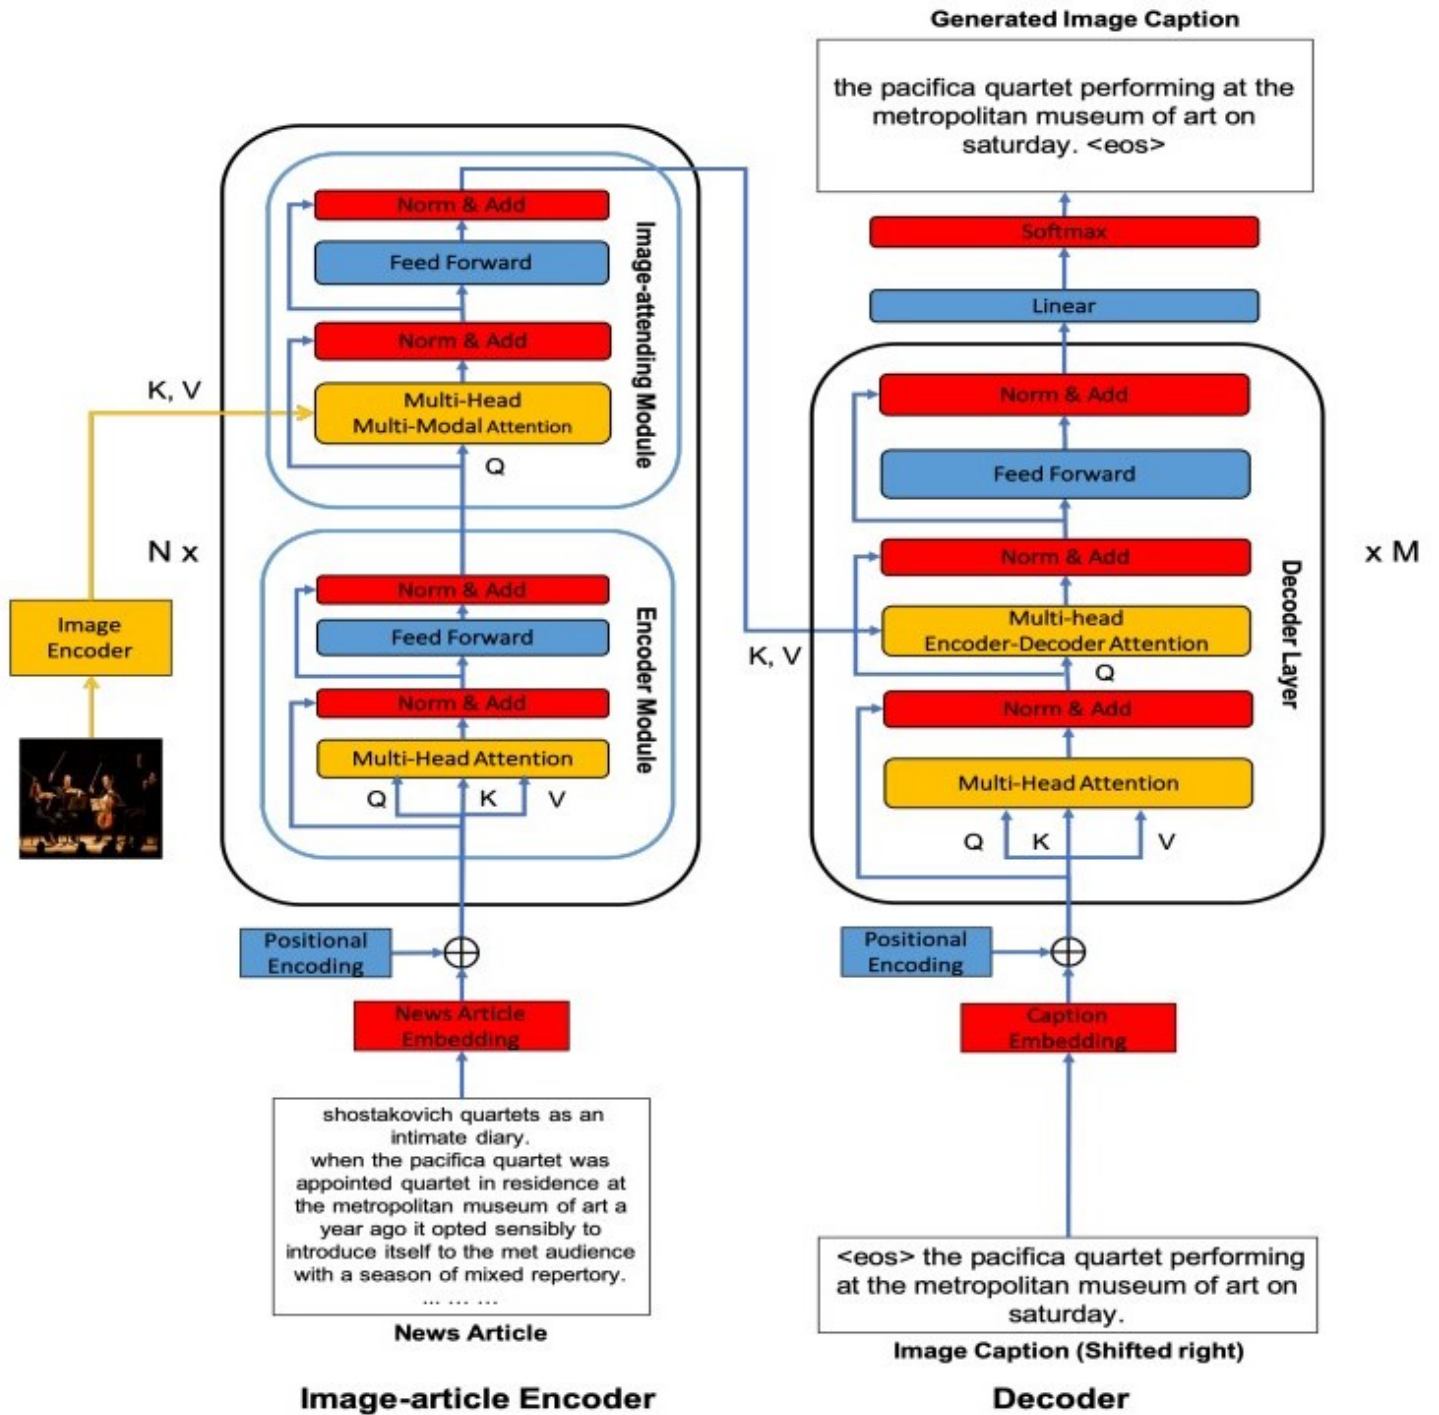 Generated Image Caption
the pacifica quartet performing at the
metropolitan museum of art on
saturday. <eos>
Softmax
Linear
Norm & Add
Feed Forward
Norm & Add
Multi-head
Encoder-Decoder Attention
Q
K, V
Norm & Add
Multi-Head Attention
Q
K
V
Decoder Layer
x M
Positional
Encoding
Caption
Embedding
<eos> the pacifica quartet performing
at the metropolitan museum of art on
saturday.
Image Caption (Shifted right)
Decoder
Norm & Add
Feed Forward
Norm & Add
Multi-Head
Multi-Modal Attention
Q
K, V
Image-attending Module
N x
Image
Encoder
Norm & Add
Feed Forward
Norm & Add
Multi-Head Attention
Q
K
V
Encoder Module
Positional
Encoding
News Article
Embedding
shostakovich quartets as an
intimate diary.
when the pacifica quartet was
appointed quartet in residence at
the metropolitan museum of art a
year ago it opted sensibly to
introduce itself to the met audience
with a season of mixed repertory.
... ... ...
News Article
Image-article Encoder